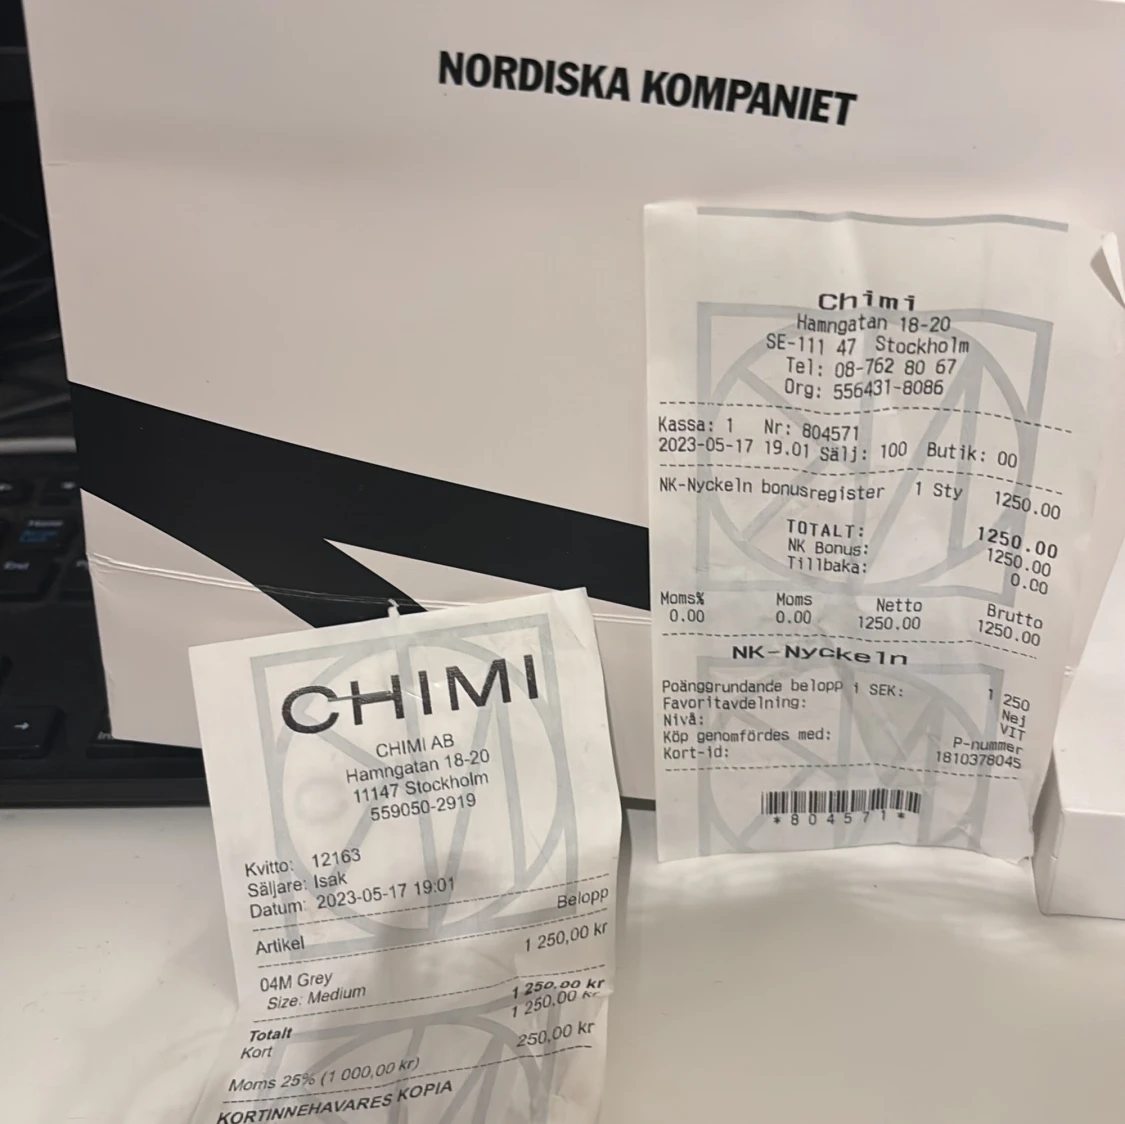 NORDISKA KOMPANIET
Chimi
Hamngatan 18-20
SE-111 47 Stockholm
Tel: 08-762 80 67
Org: 556431-8086
Kassa: 1 Nr: 804571
2023-05-17 19.01 Sälj: 100 Butik: 00
NK-Nyckeln bonusregister 1 Sty 1250.00
TOTALT: 1250.00
NK Bonus: 1250.00
Tillbaka: 0.00
Moms% Moms Netto Brutto
0.00 0.00 1250.00 1250.00
NK-Nyckeln
Poänggrundande belopp i SEK: 1 250
Favoritavdelning: Nej
Nivå: VIT
Köp genomfördes med: P-nummer
Kort-id: 1810378045
*804571*
CHIMI
CHIMI AB
Hamngatan 18-20
11147 Stockholm
559050-2919
Kvitto: 12163
Säljare: Isak
Datum: 2023-05-17 19:01
Artikel Belopp
04M Grey 1 250,00 kr
Size: Medium
Totalt 1 250,00 kr
Kort 1 250,00 kr
Moms 25% (1 000,00 kr) 250,00 kr
KORTINNEHAVARES KOPIA
End